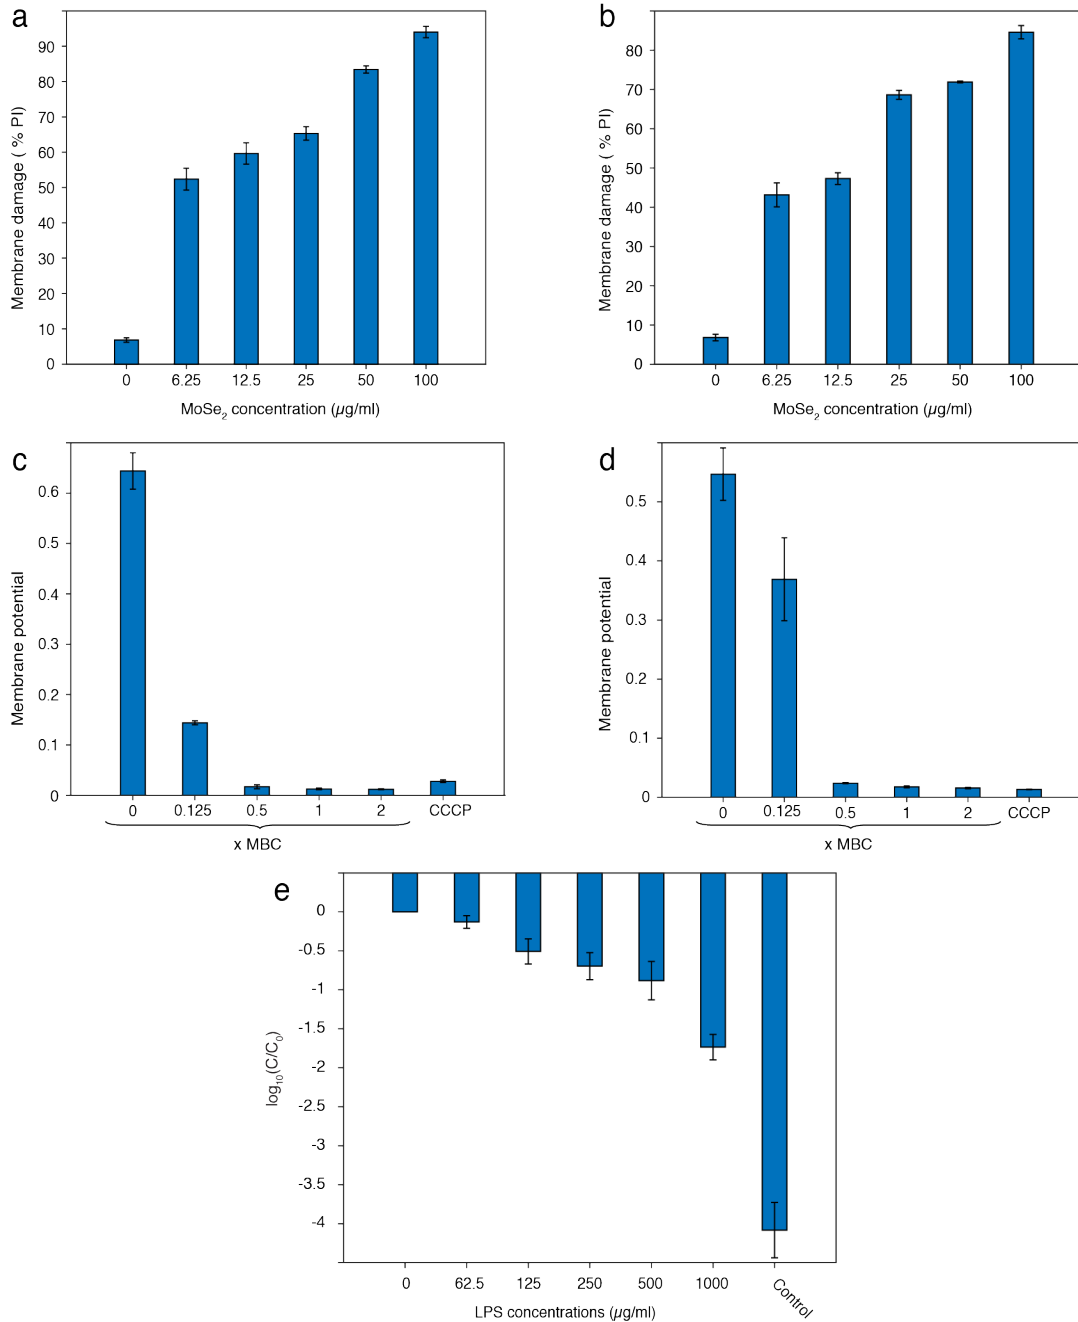 a
Membrane damage ( % PI)
90
80
70
60
50
40
30
20
10
0
0 6.25 12.5 25 50 100
MoSe2 concentration (µg/ml)
b
Membrane damage ( % PI)
80
70
60
50
40
30
20
10
0
0 6.25 12.5 25 50 100
MoSe2 concentration (µg/ml)
c
Membrane potential
0.6
0.5
0.4
0.3
0.2
0.1
0
0 0.125 0.5 1 2 CCCP
x MBC
d
Membrane potential
0.5
0.4
0.3
0.2
0.1
0
0 0.125 0.5 1 2 CCCP
x MBC
e
log10(C/C0)
0
-0.5
-1
-1.5
-2
-2.5
-3
-3.5
-4
0 62.5 125 250 500 1000 Control
LPS concentrations (µg/ml)